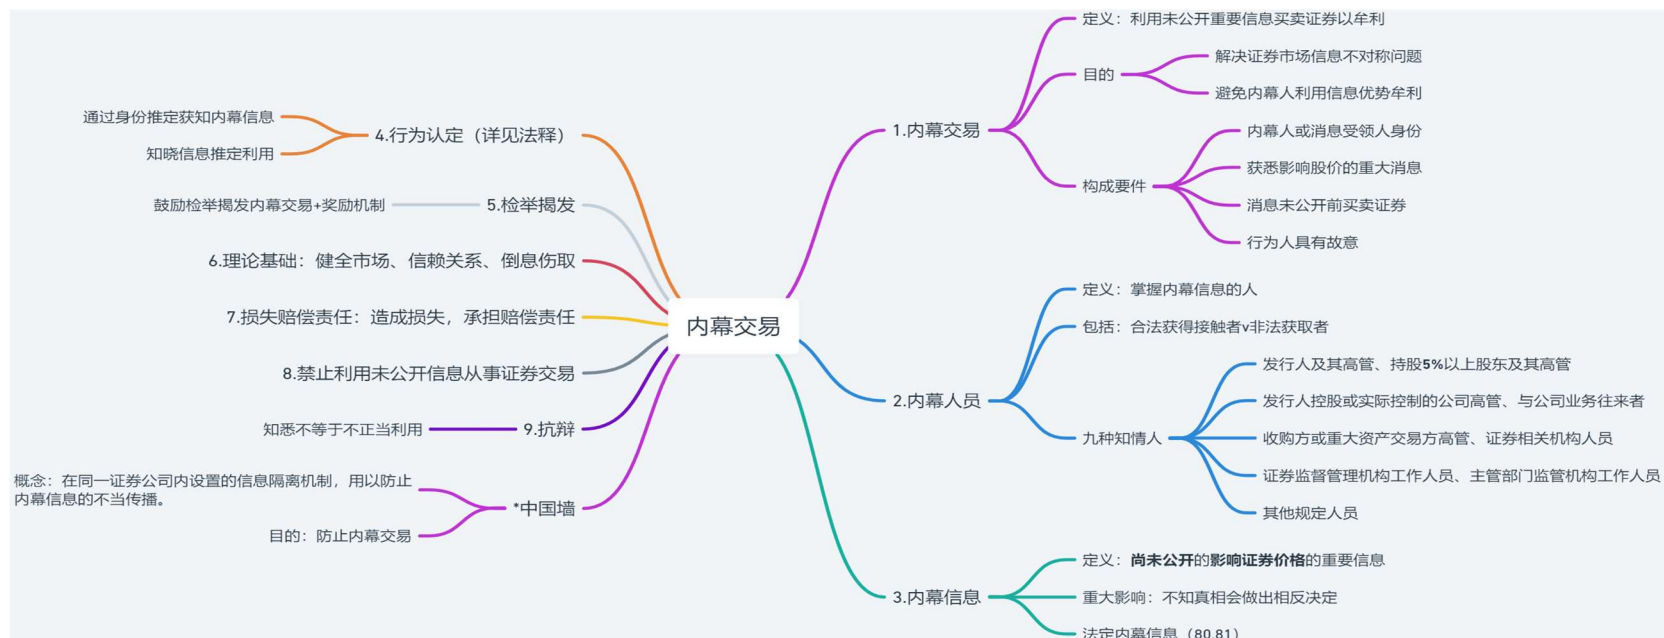 内幕交易
1.内幕交易
定义：利用未公开重要信息买卖证券以牟利
目的
解决证券市场信息不对称问题
避免内幕人利用信息优势牟利
构成要件
内幕人或消息受领人身份
获悉影响股价的重大消息
消息未公开前买卖证券
行为人具有故意
2.内幕人员
定义：掌握内幕信息的人
包括：合法获得接触者v非法获取者
九种知情人
发行人及其高管、持股5%以上股东及其高管
发行人控股或实际控制的公司高管、与公司业务往来者
收购方或重大资产交易方高管、证券相关机构人员
证券监督管理机构工作人员、主管部门监管机构工作人员
其他规定人员
3.内幕信息
定义：尚未公开的影响证券价格的重要信息
重大影响：不知真相会做出相反决定
法定内幕信息（80.81）
4.行为认定（详见法释）
通过身份推定获知内幕信息
知晓信息推定利用
5.检举揭发
鼓励检举揭发内幕交易+奖励机制
6.理论基础：健全市场、信赖关系、倒息伤取
7.损失赔偿责任：造成损失，承担赔偿责任
8.禁止利用未公开信息从事证券交易
9.抗辩
知悉不等于不正当利用
*中国墙
概念：在同一证券公司内设置的信息隔离机制，用以防止
内幕信息的不当传播。
目的：防止内幕交易